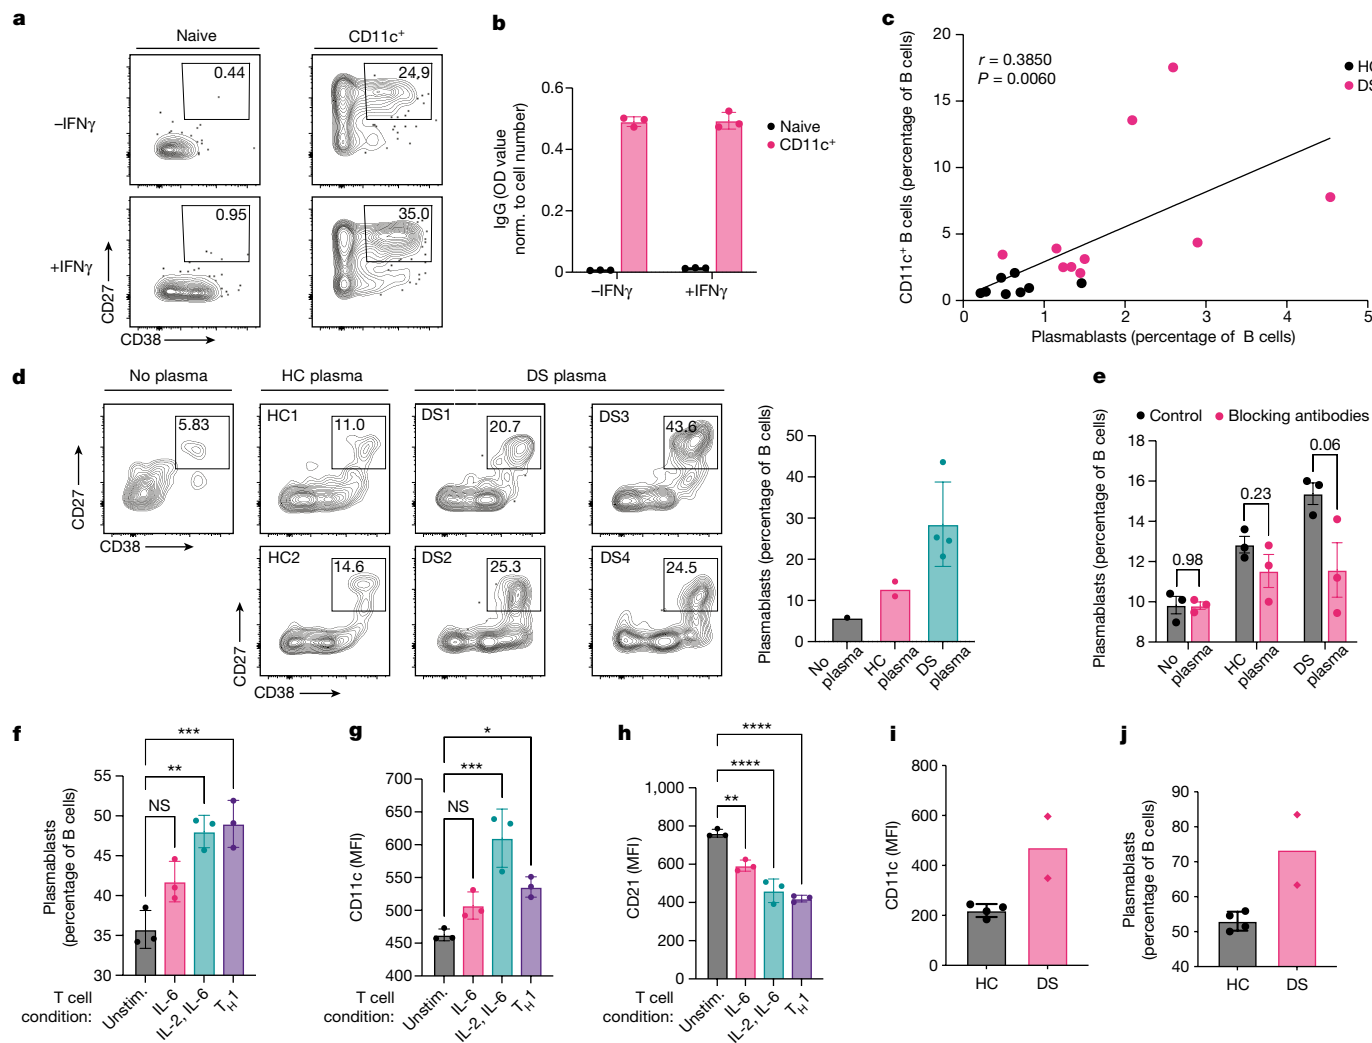 a
Naive
CD11c⁺
–IFNγ
0.44
24.9
+IFNγ
0.95
35.0
CD27
CD38
b
IgG (OD value
norm. to cell number)
0.6
0.4
0.2
0
–IFNγ
+IFNγ
Naive
CD11c⁺
c
CD11c⁺ B cells (percentage of B cells)
20
15
10
5
0
r = 0.3850
P = 0.0060
0 1 2 3 4 5
Plasmablasts (percentage of B cells)
d
No plasma
HC plasma
DS plasma
5.83
HC1
11.0
DS1
20.7
DS3
43.6
CD27
CD38
HC2
14.6
DS2
25.3
DS4
24.5
CD27
CD38
Plasmablasts (percentage of B cells)
50
40
30
20
10
0
No plasma
HC plasma
DS plasma
e
Control
Blocking antibodies
Plasmablasts (percentage of B cells)
18
16
14
12
10
8
0.98
0.23
0.06
No plasma
HC plasma
DS plasma
f
Plasmablasts
(percentage of B cells)
55
50
45
40
35
30
***
**
NS
T cell
condition:
Unstim.
IL-6
IL-2, IL-6
T_H1
g
CD11c (MFI)
700
650
600
550
500
450
400
*
***
NS
T cell
condition:
Unstim.
IL-6
IL-2, IL-6
T_H1
h
CD21 (MFI)
1,000
800
600
400
200
0
****
****
**
T cell
condition:
Unstim.
IL-6
IL-2, IL-6
T_H1
i
CD11c (MFI)
800
600
400
200
0
HC
DS
j
Plasmablasts
(percentage of B cells)
90
80
70
60
50
40
HC
DS